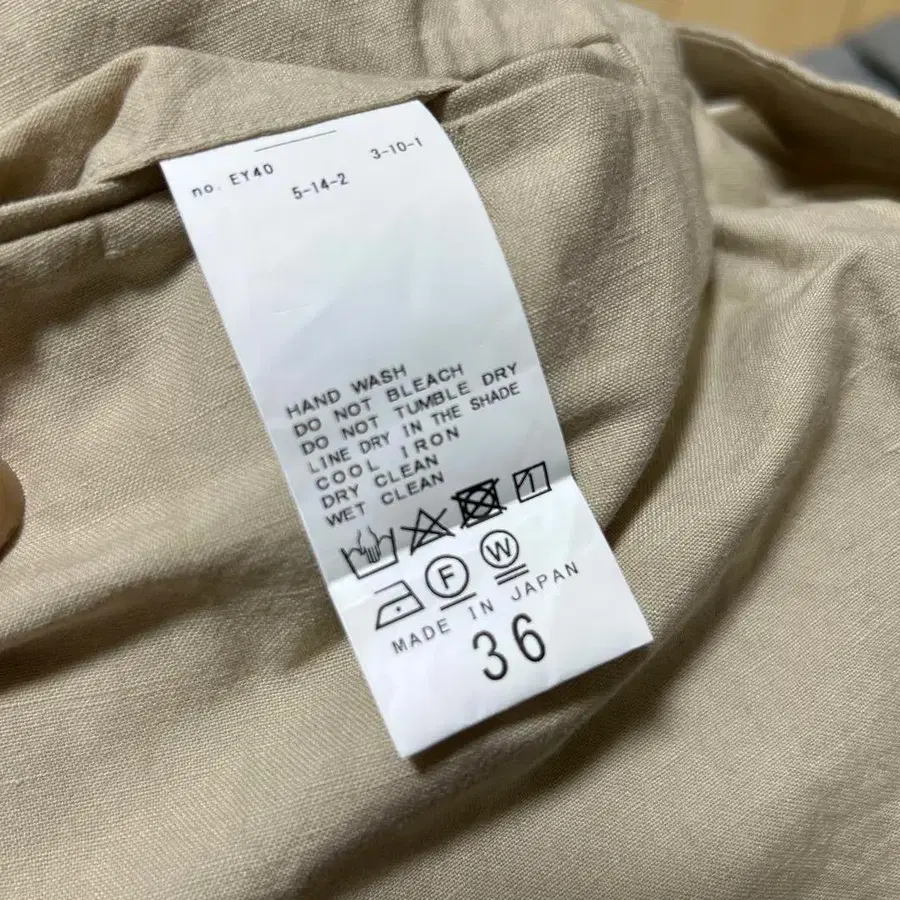 no. EY40
5-14-2
3-10-1
HAND WASH
DO NOT BLEACH
DO NOT TUMBLE DRY
LINE DRY IN THE SHADE
COOL IRON
DRY CLEAN
WET CLEAN
F W
MADE IN JAPAN
36